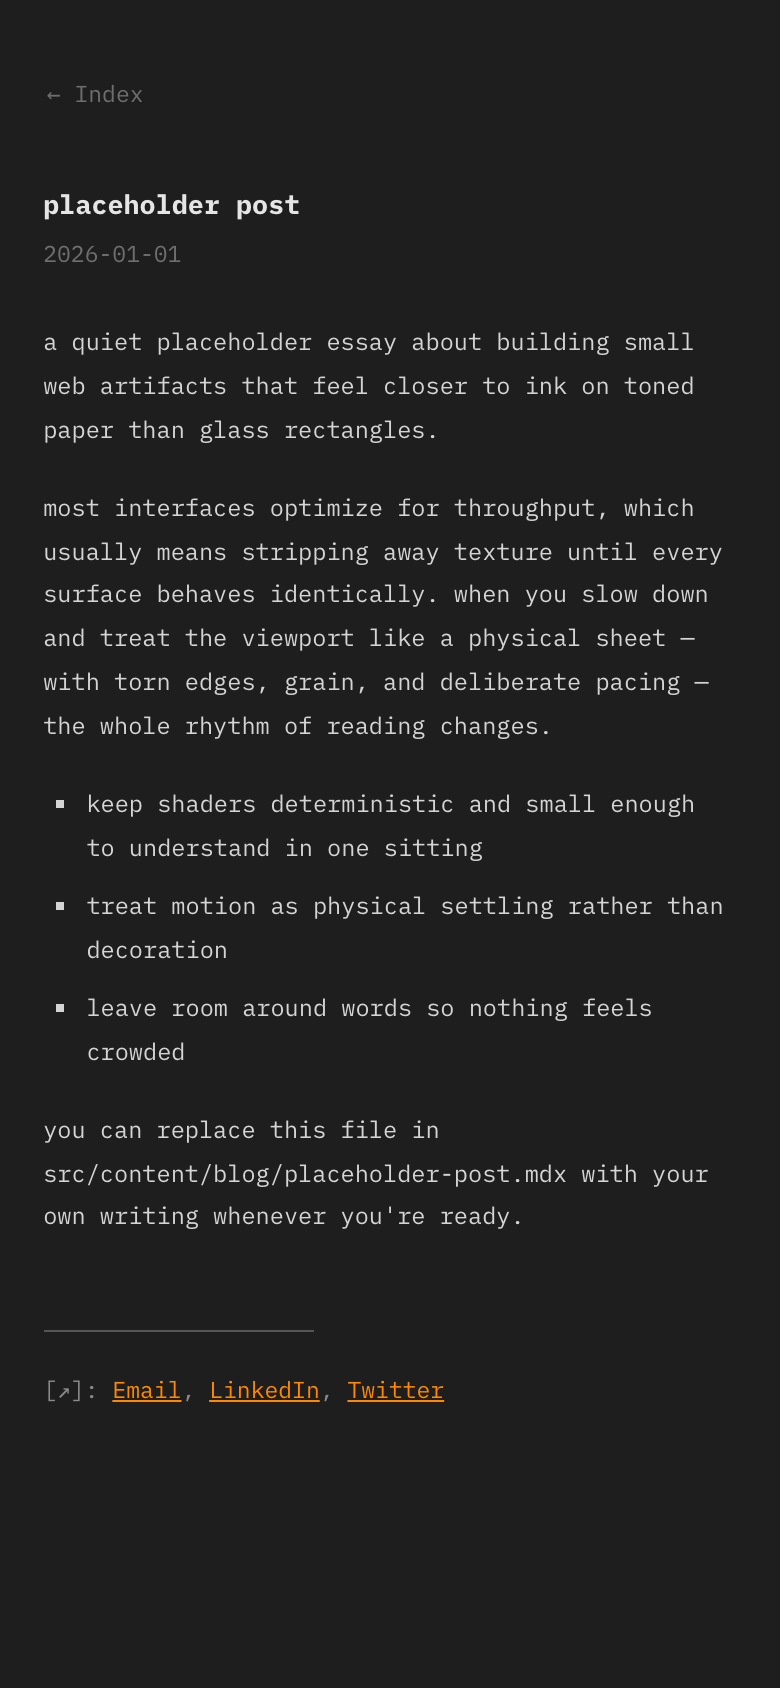 ← Index
placeholder post
2026-01-01
a quiet placeholder essay about building small
web artifacts that feel closer to ink on toned
paper than glass rectangles.
most interfaces optimize for throughput, which
usually means stripping away texture until every
surface behaves identically. when you slow down
and treat the viewport like a physical sheet —
with torn edges, grain, and deliberate pacing —
the whole rhythm of reading changes.
▪ keep shaders deterministic and small enough
to understand in one sitting
▪ treat motion as physical settling rather than
decoration
▪ leave room around words so nothing feels
crowded
you can replace this file in
src/content/blog/placeholder-post.mdx with your
own writing whenever you're ready.
[↗]: Email, LinkedIn, Twitter